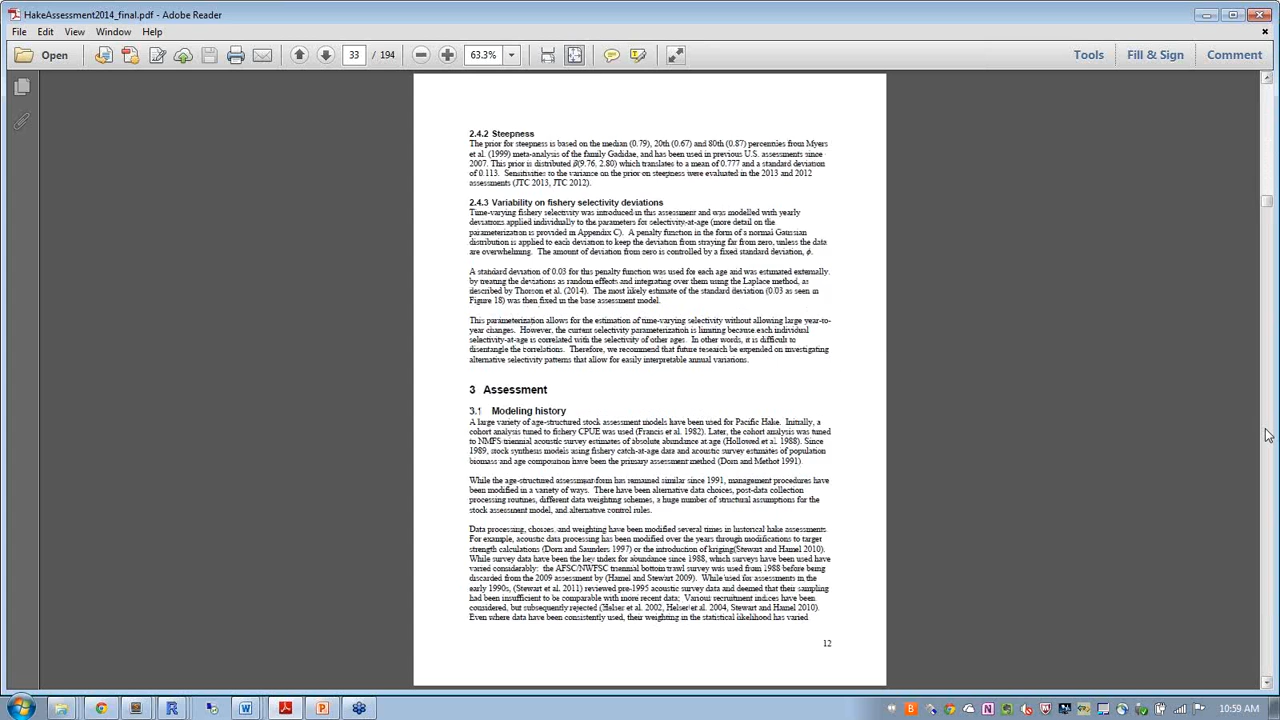 HakeAssessment2014_final.pdf - Adobe Reader
File Edit View Window Help
Open 33 / 194 63.3% Tools Fill & Sign Comment
2.4.2 Steepness
The prior for steepness is based on the median (0.79), 20th (0.67) and 80th (0.87) percentiles from Myers
et al. (1999) meta-analysis of the family Gadidae, and has been used in previous U.S. assessments since
2007. This prior is distributed β(9.76, 2.80) which translates to a mean of 0.777 and a standard deviation
of 0.113. Sensitivities to the variance on the prior on steepness were evaluated in the 2013 and 2012
assessments (JTC 2013, JTC 2012).
2.4.3 Variability on fishery selectivity deviations
Time-varying fishery selectivity was introduced in this assessment and was modelled with yearly
deviations applied individually to the parameters for selectivity-at-age (more detail on the
parameterization is provided in Appendix C). A penalty function in the form of a normal Gaussian
distribution is applied to each deviation to keep the deviation from straying far from zero, unless the data
are overwhelming. The amount of deviation from zero is controlled by a fixed standard deviation, ϕ.
A standard deviation of 0.03 for this penalty function was used for each age and was estimated externally.
by treating the deviations as random effects and integrating over them using the Laplace method, as
described by Thorson et al. (2014). The most likely estimate of the standard deviation (0.03 as seen in
Figure 18) was then fixed in the base assessment model.
This parameterization allows for the estimation of time-varying selectivity without allowing large year-to-
year changes. However, the current selectivity parameterization is limiting because each individual
selectivity-at-age is correlated with the selectivity of other ages. In other words, it is difficult to
disentangle the correlations. Therefore, we recommend that future research be expended on investigating
alternative selectivity patterns that allow for easily interpretable annual variations.
3 Assessment
3.1 Modeling history
A large variety of age-structured stock assessment models have been used for Pacific Hake. Initially, a
cohort analysis tuned to fishery CPUE was used (Francis et al. 1982). Later, the cohort analysis was tuned
to NMFS triennial acoustic survey estimates of absolute abundance at age (Hollowed et al. 1988). Since
1989, stock synthesis models using fishery catch-at-age data and acoustic survey estimates of population
biomass and age composition have been the primary assessment method (Dorn and Methot 1991).
While the age-structured assessment form has remained similar since 1991, management procedures have
been modified in a variety of ways. There have been alternative data choices, post-data collection
processing routines, different data weighting schemes, a huge number of structural assumptions for the
stock assessment model, and alternative control rules.
Data processing, choices, and weighting have been modified several times in historical hake assessments.
For example, acoustic data processing has been modified over the years through modifications to target
strength calculations (Dorn and Saunders 1997) or the introduction of kriging(Stewart and Hamel 2010).
While survey data have been the key index for abundance since 1988, which surveys have been used have
varied considerably: the AFSC/NWFSC triennial bottom trawl survey was used from 1988 before being
discarded from the 2009 assessment by (Hamel and Stewart 2009). While used for assessments in the
early 1990s, (Stewart et al. 2011) reviewed pre-1995 acoustic survey data and deemed that their sampling
had been insufficient to be comparable with more recent data; Various recruitment indices have been
considered, but subsequently rejected (Helser et al. 2002, Helser et al. 2004, Stewart and Hamel 2010).
Even where data have been consistently used, their weighting in the statistical likelihood has varied
12
10:59 AM